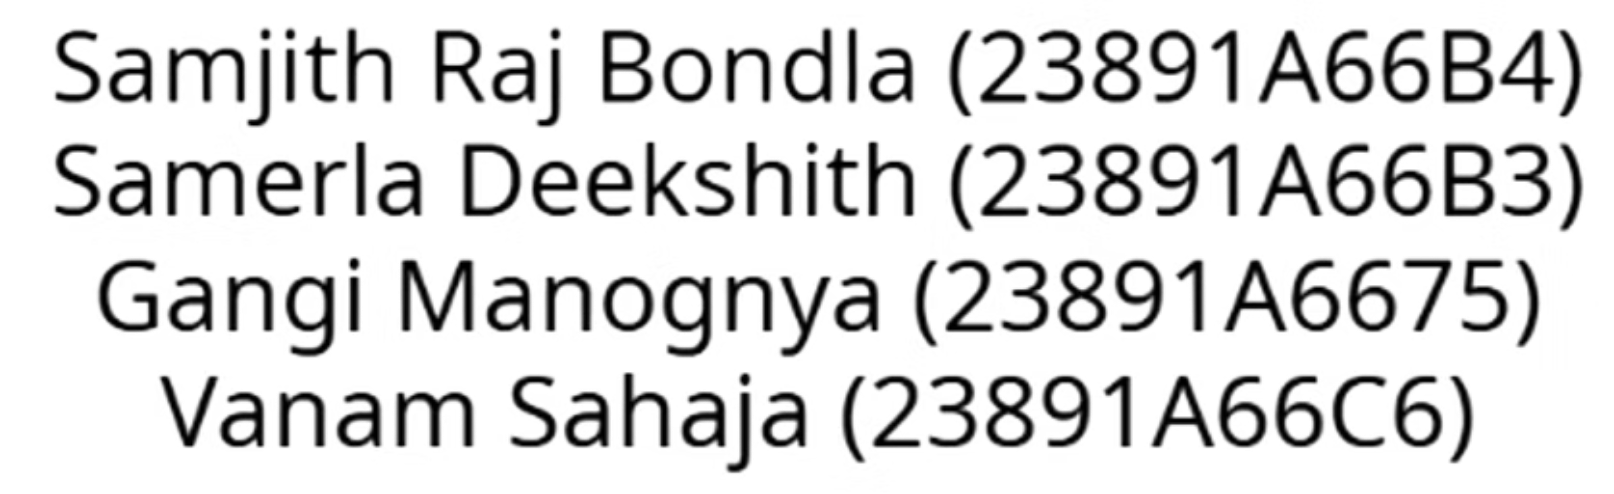 Samjith Raj Bondla (23891A66B4)
Samerla Deekshith (23891A66B3)
Gangi Manognya (23891A6675)
Vanam Sahaja (23891A66C6)